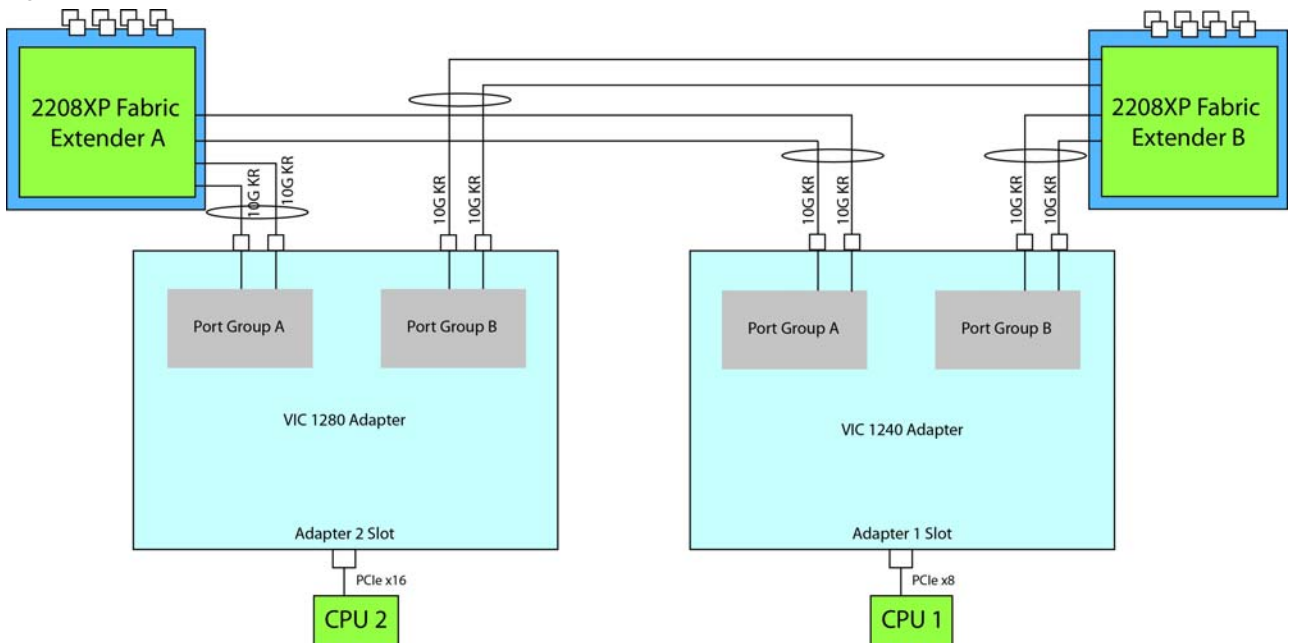 2208XP Fabric
Extender A
2208XP Fabric
Extender B
10G KR
10G KR
10G KR
10G KR
10G KR
10G KR
10G KR
10G KR
Port Group A
Port Group B
Port Group A
Port Group B
VIC 1280 Adapter
VIC 1240 Adapter
Adapter 2 Slot
Adapter 1 Slot
PCIe x16
PCIe x8
CPU 2
CPU 1